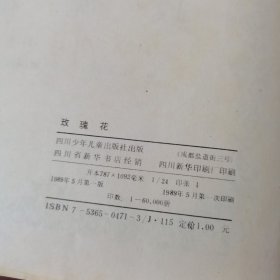 玫瑰花
四川少年儿童出版社出版 (成都盐道街三号)
四川省新华书店经销 四川新华印刷厂印刷
开本787×1092毫米 1/24 印张 1
1989年5月第一版 1989年5月第一次印刷
印数:1—60,000册
ISBN7-5365-0471-3/J·115 定价1.00 元